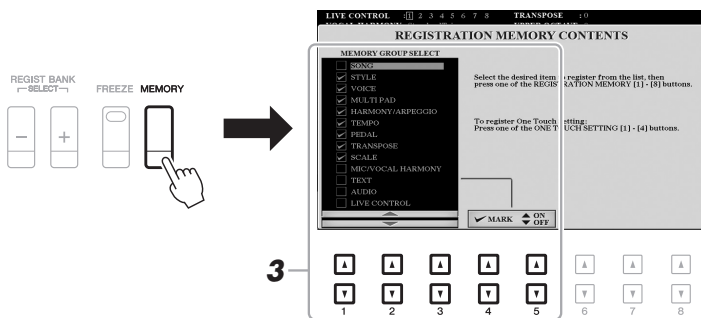 REGIST BANK
SELECT
FREEZE MEMORY
- +
LIVE CONTROL :1 2 3 4 5 6 7 8 TRANSPOSE :0
REGISTRATION MEMORY CONTENTS
MEMORY GROUP SELECT
SONG
STYLE
VOICE
MULTI PAD
HARMONY/ARPEGGIO
TEMPO
PEDAL
TRANSPOSE
SCALE
MIC/VOCAL HARMONY
TEXT
AUDIO
LIVE CONTROL
Select the desired item to register from the list, then
press one of the REGISTRATION MEMORY [1] - [8] buttons.
To register One Touch Setting:
Press one of the ONE TOUCH SETTING [1] - [4] buttons.
MARK ON
OFF
3
1 2 3 4 5 6 7 8